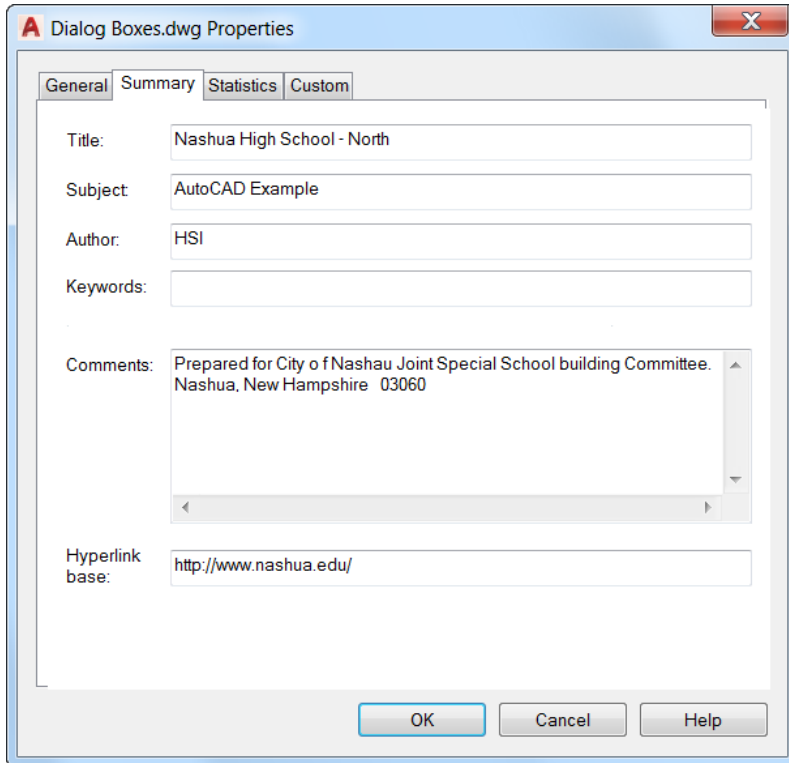 Dialog Boxes.dwg Properties
General Summary Statistics Custom
Title: Nashua High School - North
Subject: AutoCAD Example
Author: HSI
Keywords:
Comments: Prepared for City o f Nashau Joint Special School building Committee.
Nashua, New Hampshire 03060
Hyperlink
base: http://www.nashua.edu/
OK Cancel Help